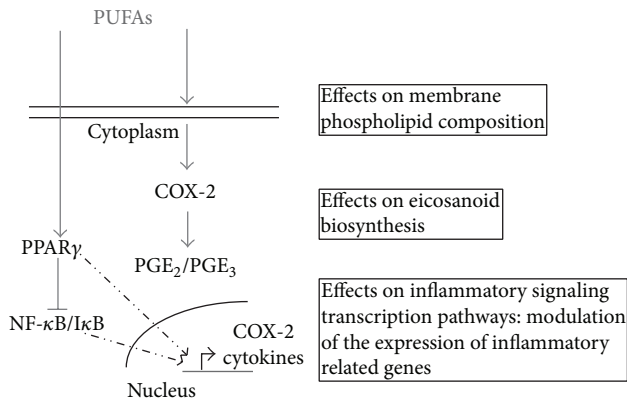 PUFAs
Effects on membrane
phospholipid composition
Cytoplasm
COX-2
Effects on eicosanoid
biosynthesis
PPARγ
PGE₂/PGE₃
Effects on inflammatory signaling
transcription pathways: modulation
of the expression of inflammatory
related genes
NF-κB/IκB
COX-2
cytokines
Nucleus